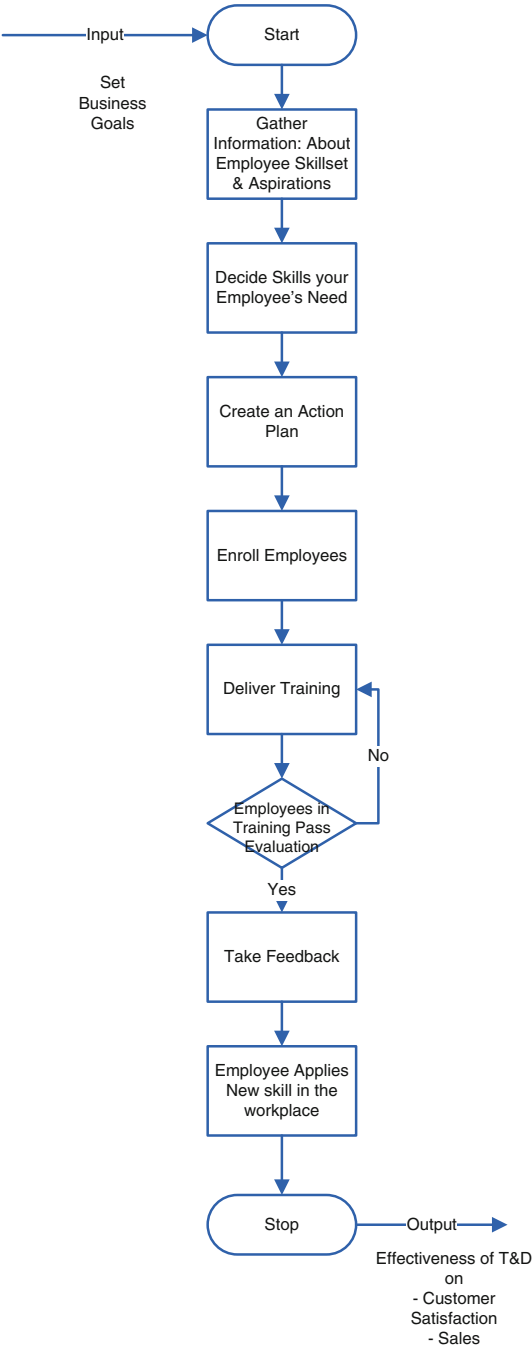 Input
Start
Set
Business
Goals
Gather
Information: About
Employee Skillset
& Aspirations
Decide Skills your
Employee's Need
Create an Action
Plan
Enroll Employees
Deliver Training
No
Employees in
Training Pass
Evaluation
Yes
Take Feedback
Employee Applies
New skill in the
workplace
Stop
Output
Effectiveness of T&D
on
- Customer
Satisfaction
- Sales